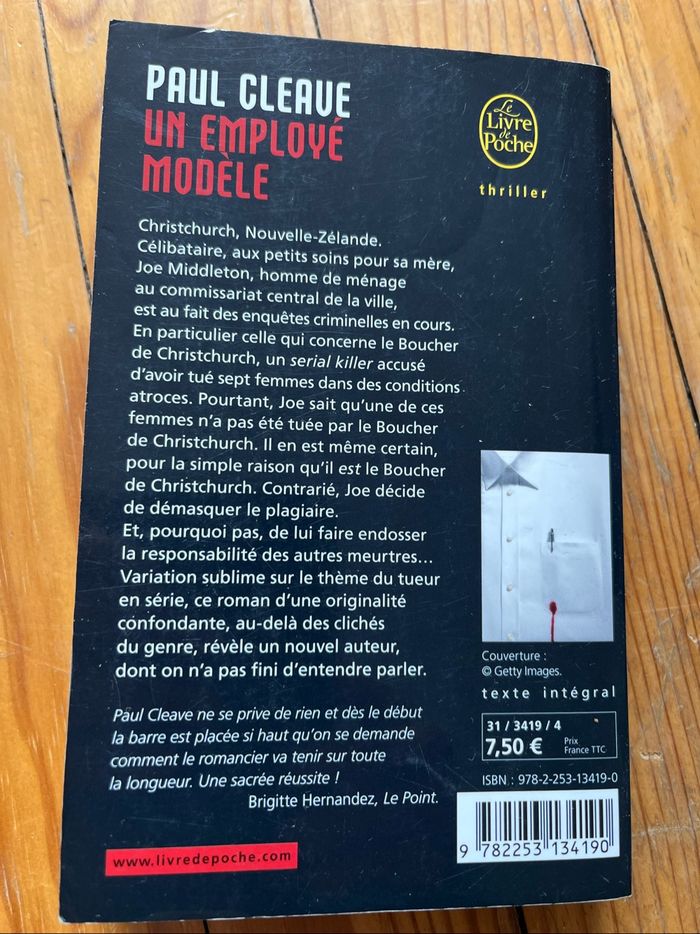 PAUL CLEAVE
UN EMPLOYÉ
MODÈLE
Le
Livre
de
Poche
thriller
Christchurch, Nouvelle-Zélande.
Célibataire, aux petits soins pour sa mère,
Joe Middleton, homme de ménage
au commissariat central de la ville,
est au fait des enquêtes criminelles en cours.
En particulier celle qui concerne le Boucher
de Christchurch, un serial killer accusé
d'avoir tué sept femmes dans des conditions
atroces. Pourtant, Joe sait qu'une de ces
femmes n'a pas été tuée par le Boucher
de Christchurch. Il en est même certain,
pour la simple raison qu'il est le Boucher
de Christchurch. Contrarié, Joe décide
de démasquer le plagiaire.
Et, pourquoi pas, de lui faire endosser
la responsabilité des autres meurtres...
Variation sublime sur le thème du tueur
en série, ce roman d'une originalité
confondante, au-delà des clichés
du genre, révèle un nouvel auteur,
dont on n'a pas fini d'entendre parler.
Paul Cleave ne se prive de rien et dès le début
la barre est placée si haut qu'on se demande
comment le romancier va tenir sur toute
la longueur. Une sacrée réussite !
Brigitte Hernandez, Le Point.
www.livredepoche.com
Couverture :
© Getty Images.
texte intégral
31 / 3419 / 4
7,50 € Prix
France TTC
ISBN : 978-2-253-13419-0
9 782253 134190